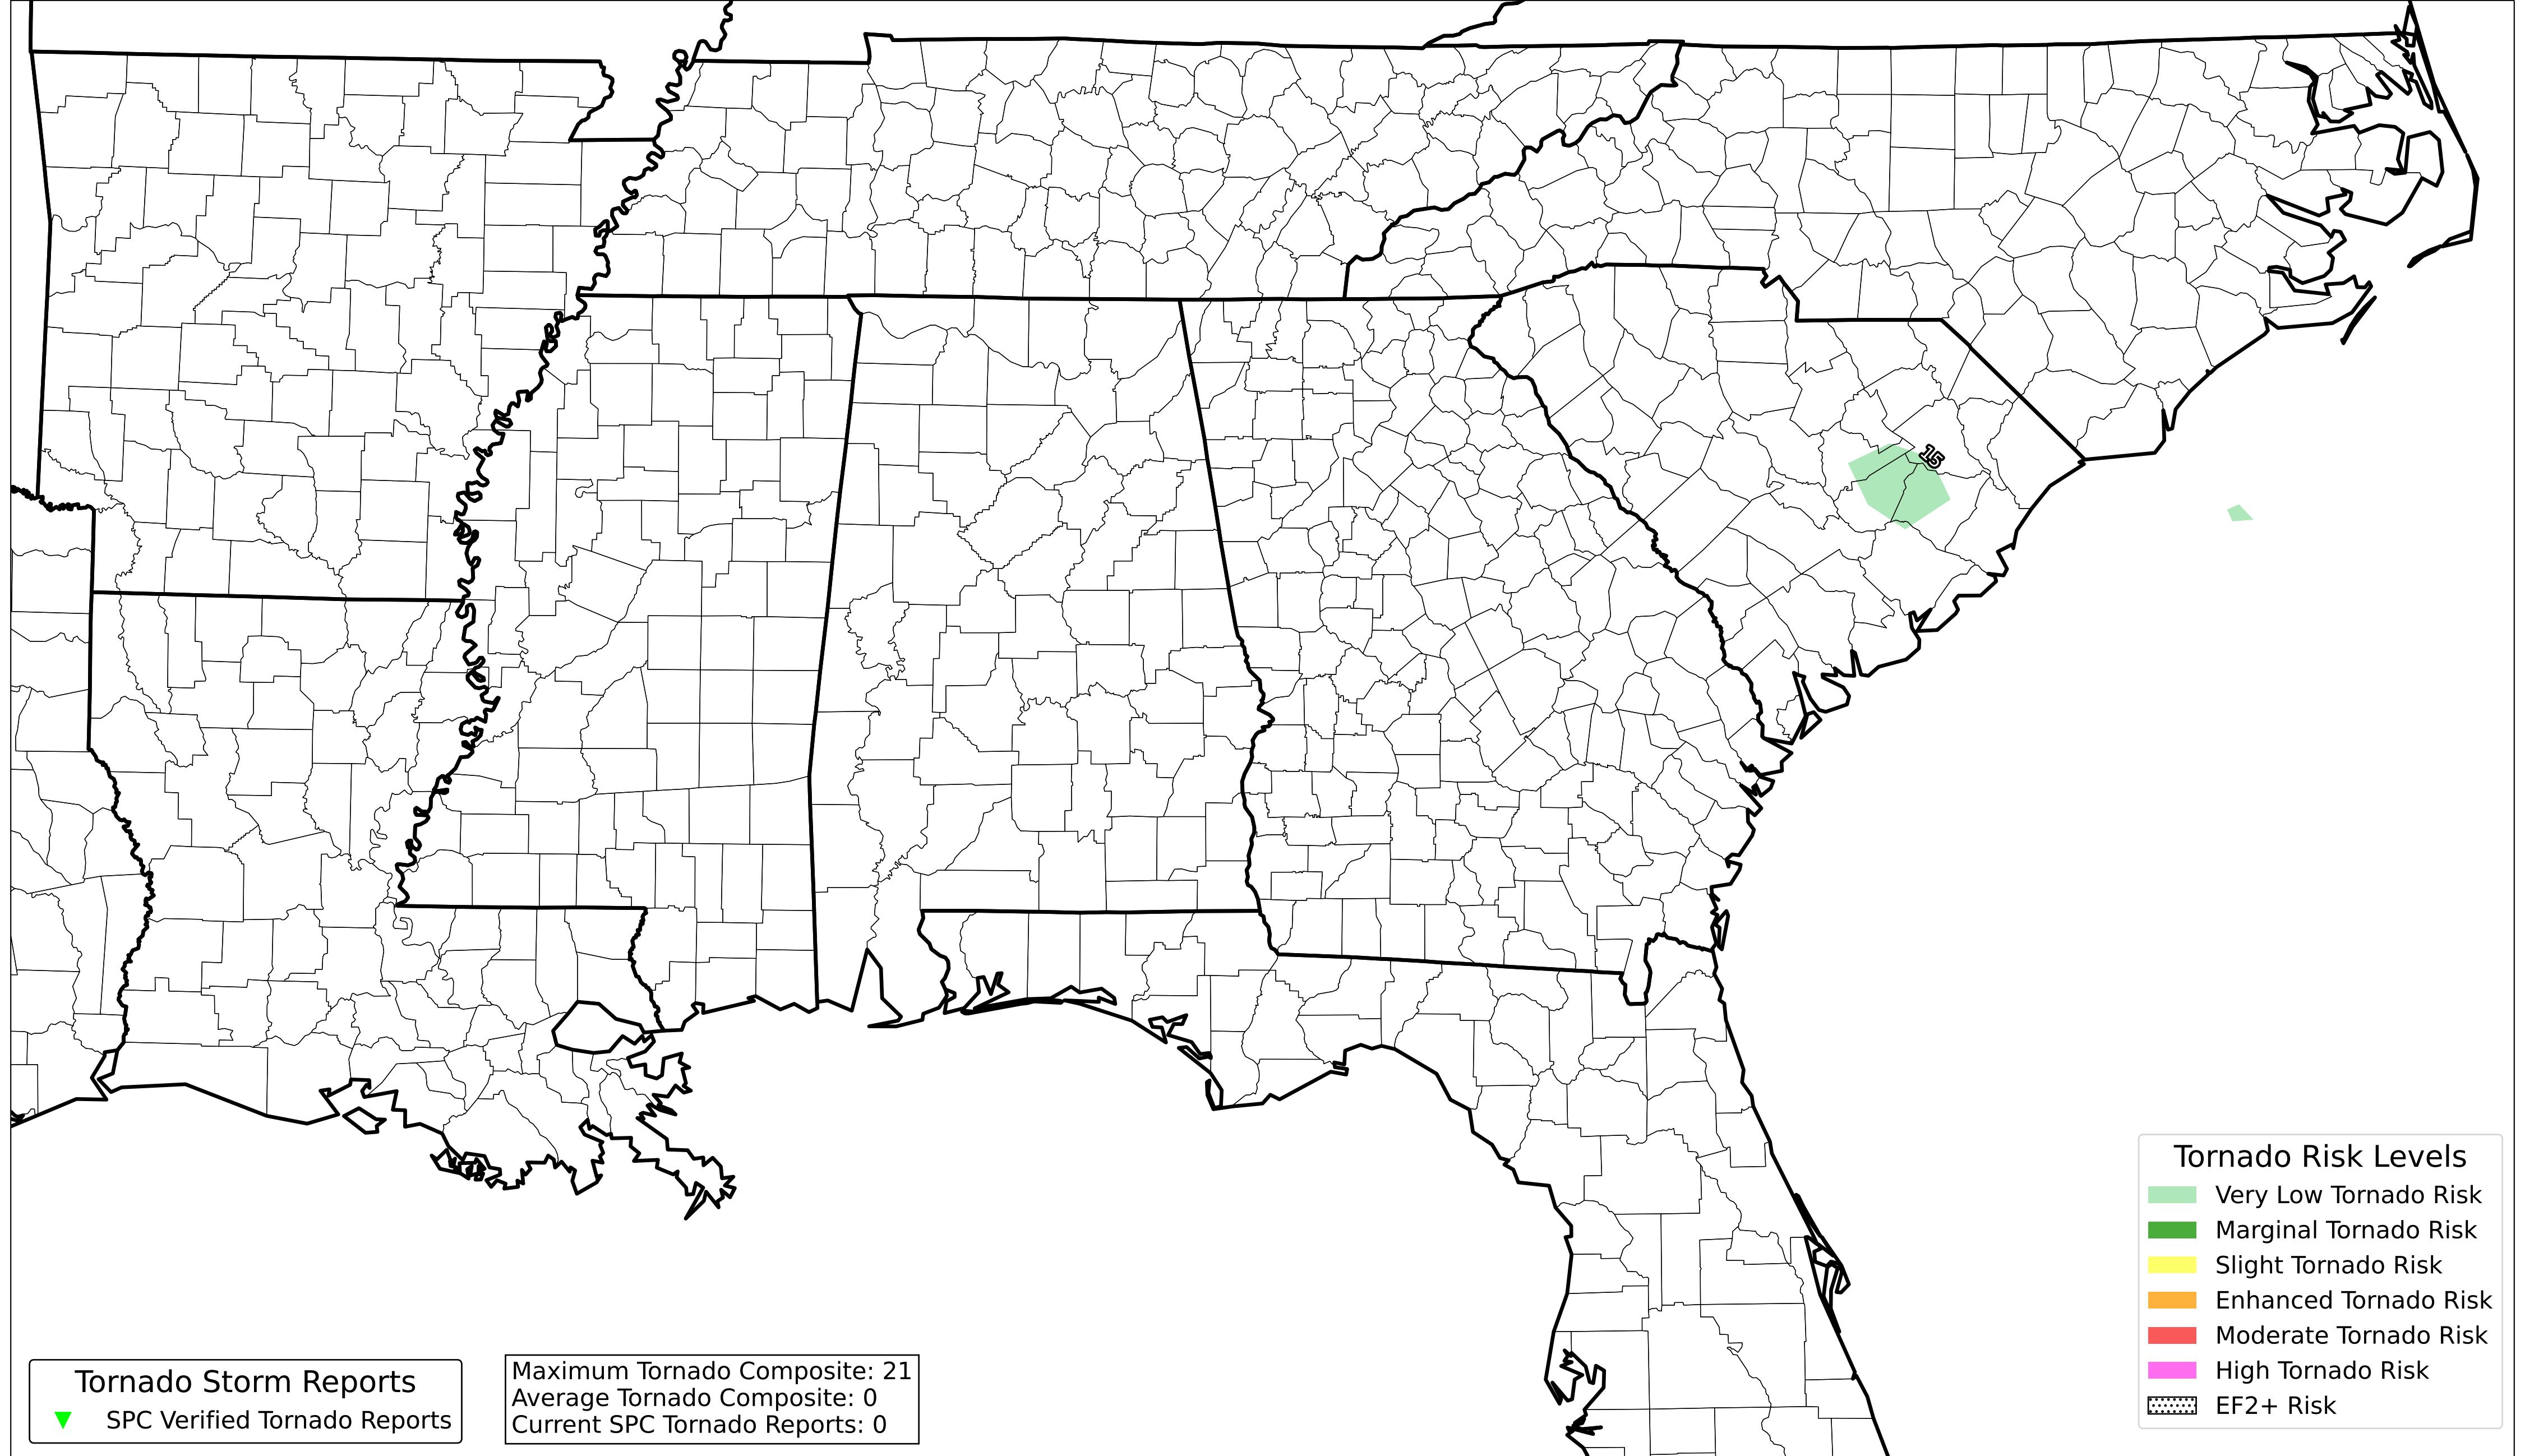 15
Tornado Risk Levels
Very Low Tornado Risk
Marginal Tornado Risk
Slight Tornado Risk
Enhanced Tornado Risk
Moderate Tornado Risk
High Tornado Risk
EF2+ Risk
Tornado Storm Reports
SPC Verified Tornado Reports
Maximum Tornado Composite: 21
Average Tornado Composite: 0
Current SPC Tornado Reports: 0